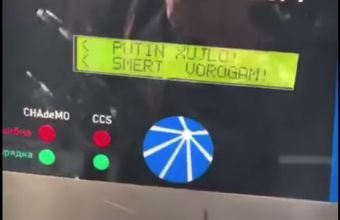 < PUTIN XUJLO!
< SMERT VOROGAM!
CHAdeMO CCS